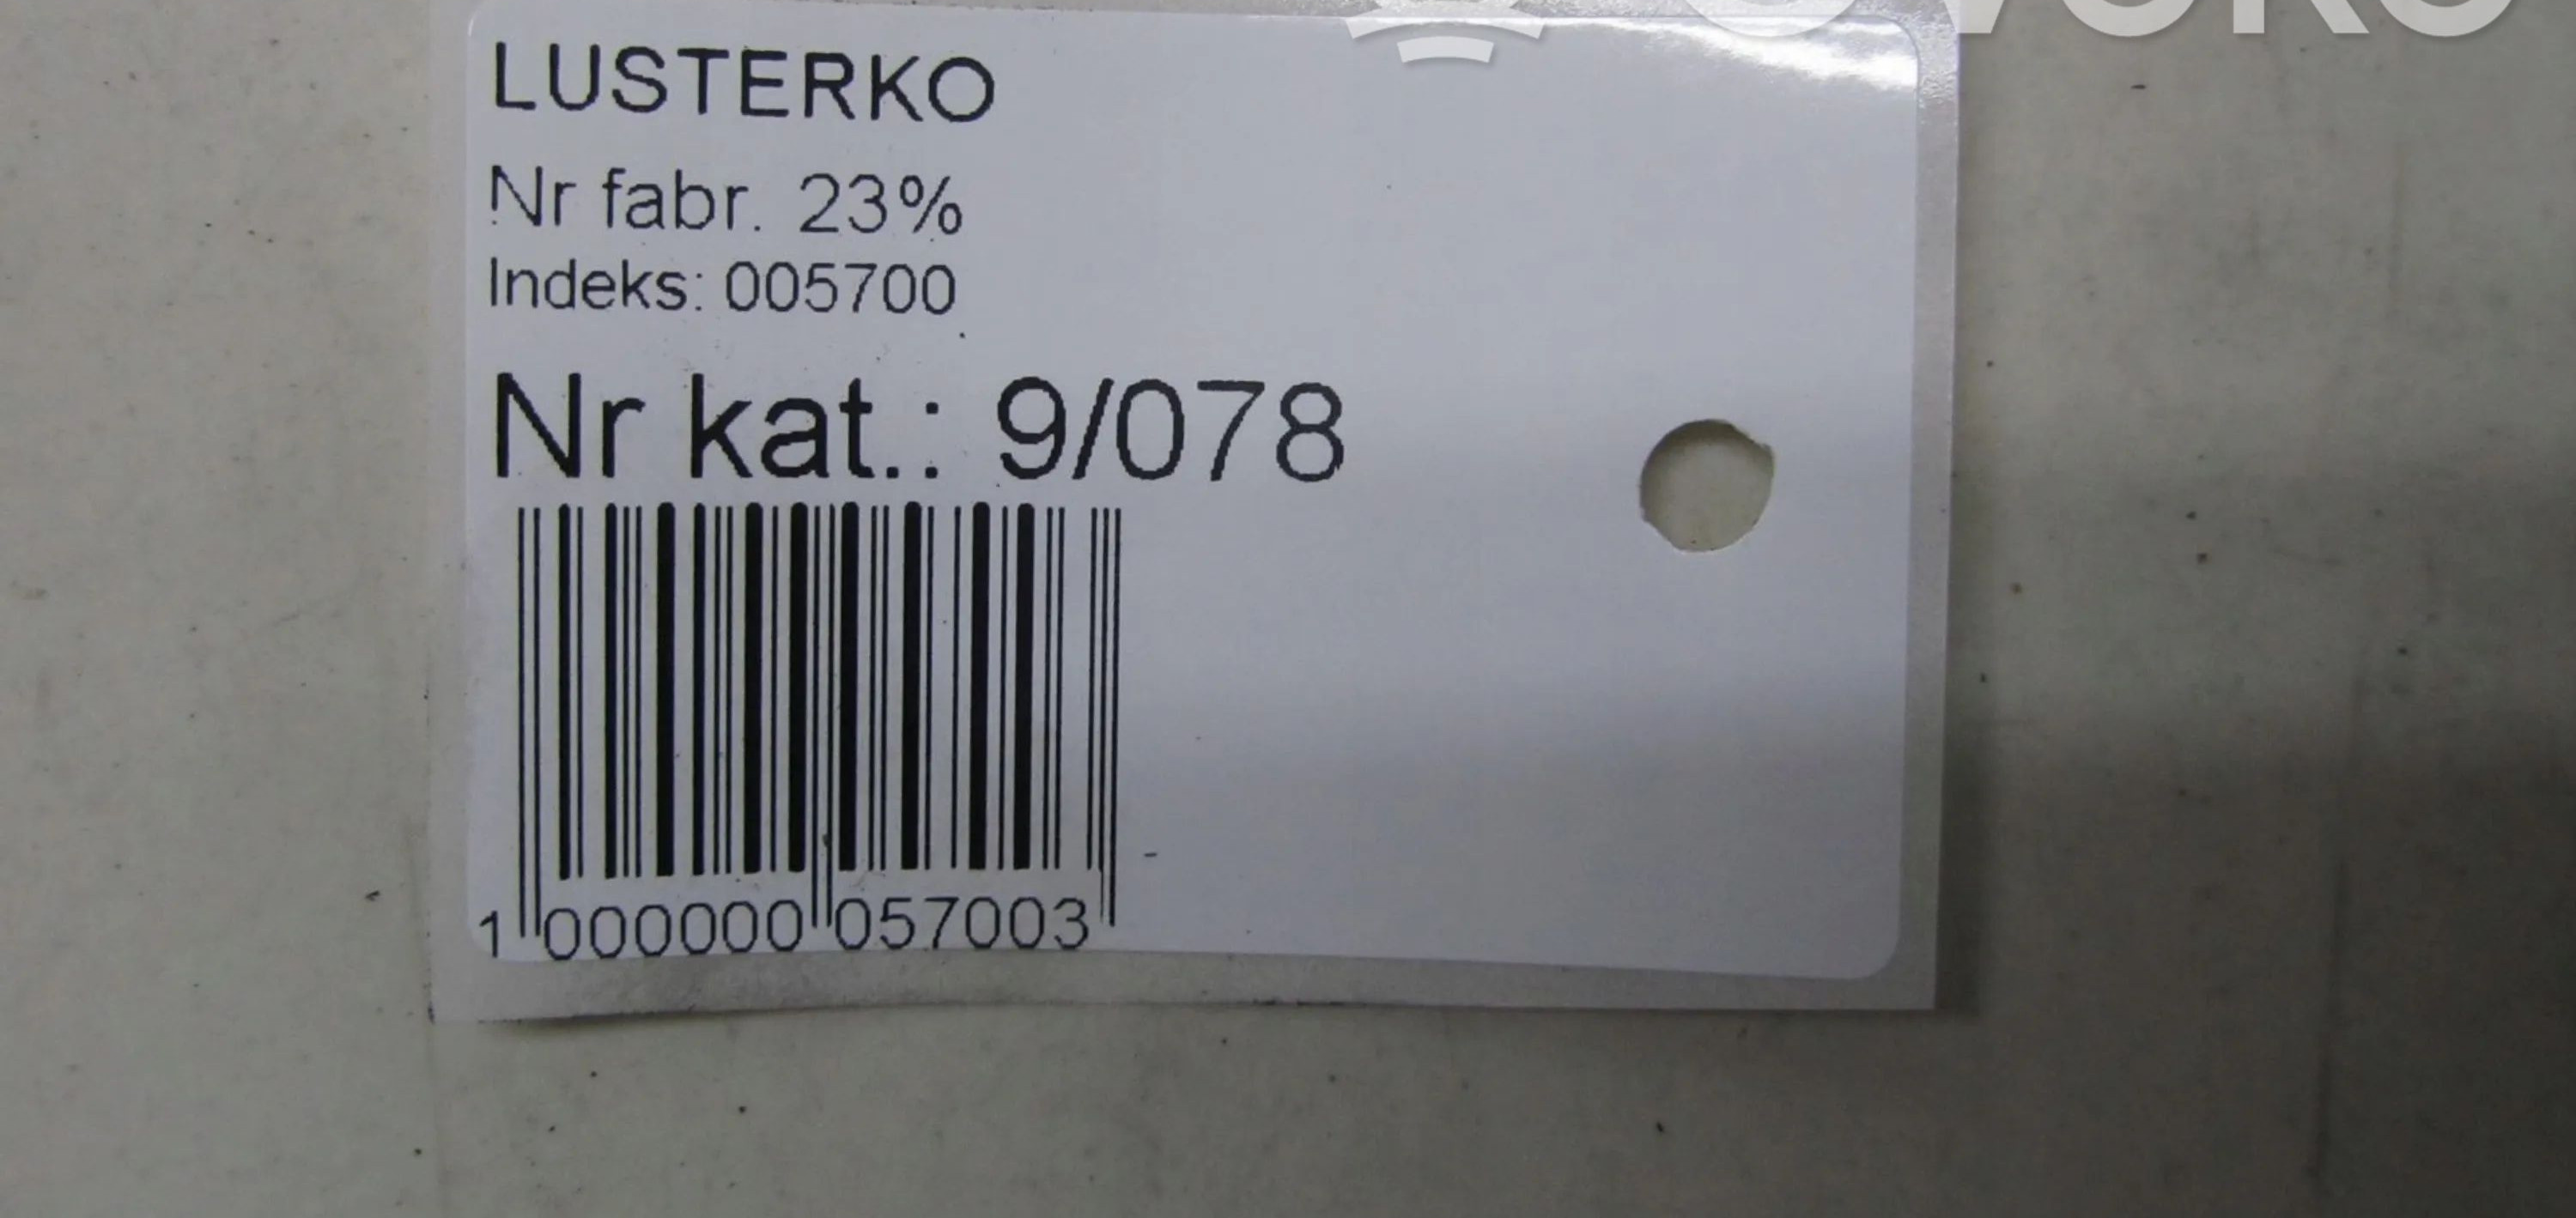 LUSTERKO
Nr fabr. 23%
Indeks: 005700
Nr kat.: 9/078
1 000000 057003